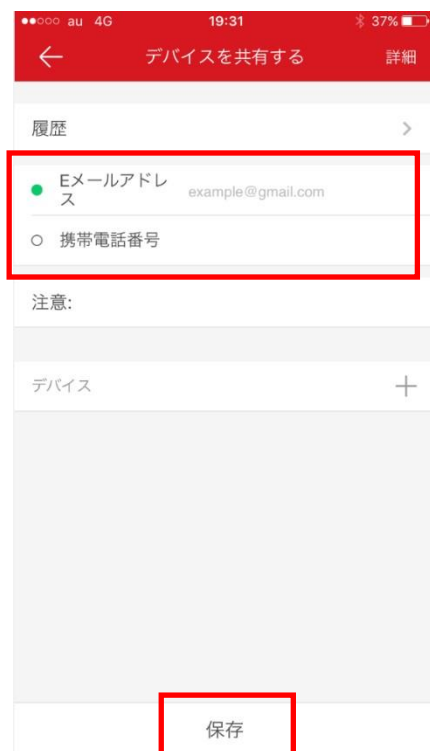 au 4G 19:31 37%
デバイスを共有する 詳細
履歴
Eメールアドレ
ス example@gmail.com
携帯電話番号
注意:
デバイス
保存